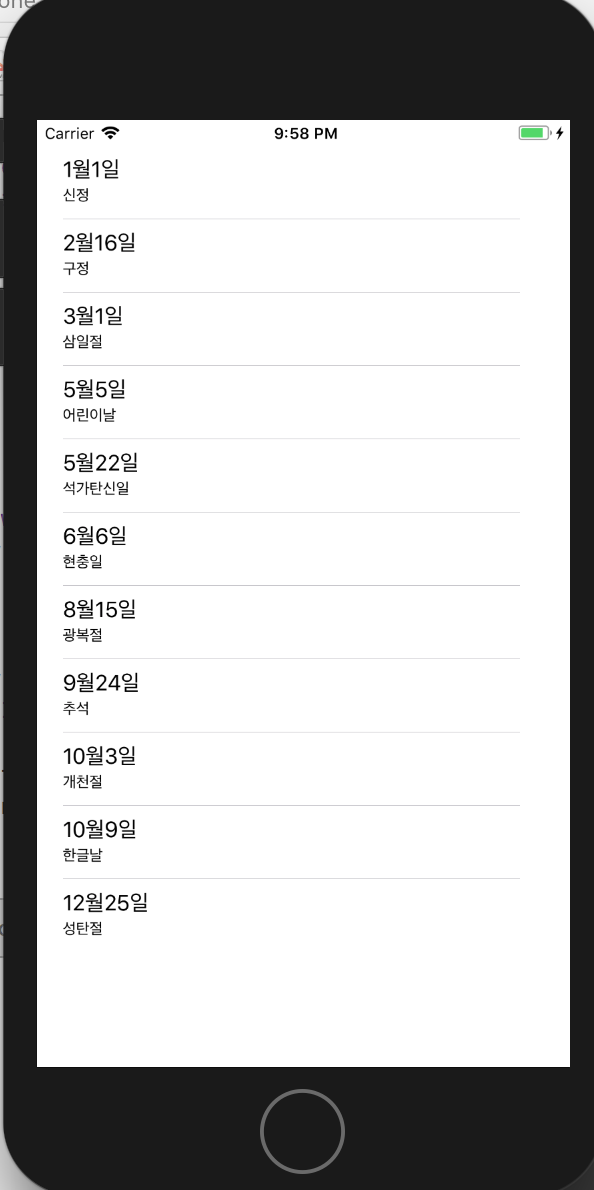 Carrier 9:58 PM
1월1일
신정
2월16일
구정
3월1일
삼일절
5월5일
어린이날
5월22일
석가탄신일
6월6일
현충일
8월15일
광복절
9월24일
추석
10월3일
개천절
10월9일
한글날
12월25일
성탄절